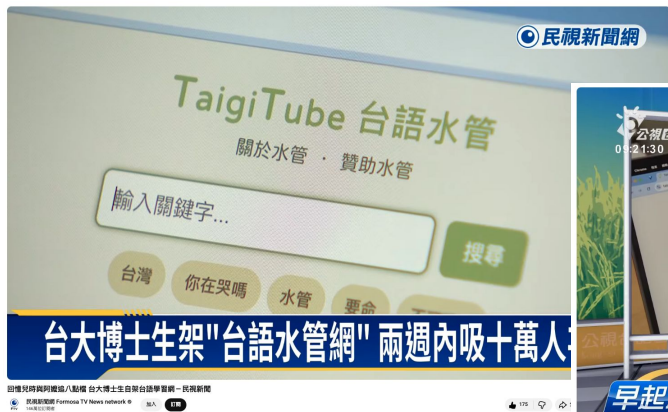 民視新聞網
TaigiTube 台語水管
關於水管 · 贊助水管
輸入關鍵字...
搜尋
台灣
你在哭嗎
水管
要命
公視
09:21:30
台大博士生架"台語水管網" 兩週內吸十萬人
早起
回憶兒時與阿嬤追八點檔 台大博士生自架台語學習網－民視新聞
民視新聞網 Formosa TV News network
加入
訂閱
175